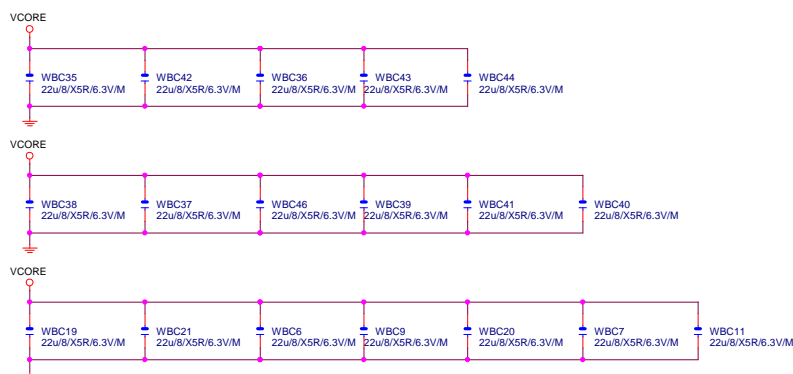 VCORE
WBC35 WBC42 WBC36 WBC43 WBC44
22u/8/X5R/6.3V/M 22u/8/X5R/6.3V/M 22u/8/X5R/6.3V/M 22u/8/X5R/6.3V/M 22u/8/X5R/6.3V/M
VCORE
WBC38 WBC37 WBC46 WBC39 WBC41 WBC40
22u/8/X5R/6.3V/M 22u/8/X5R/6.3V/M 22u/8/X5R/6.3V/M 22u/8/X5R/6.3V/M 22u/8/X5R/6.3V/M 22u/8/X5R/6.3V/M
VCORE
WBC19 WBC21 WBC6 WBC9 WBC20 WBC7 WBC11
22u/8/X5R/6.3V/M 22u/8/X5R/6.3V/M 22u/8/X5R/6.3V/M 22u/8/X5R/6.3V/M 22u/8/X5R/6.3V/M 22u/8/X5R/6.3V/M 22u/8/X5R/6.3V/M